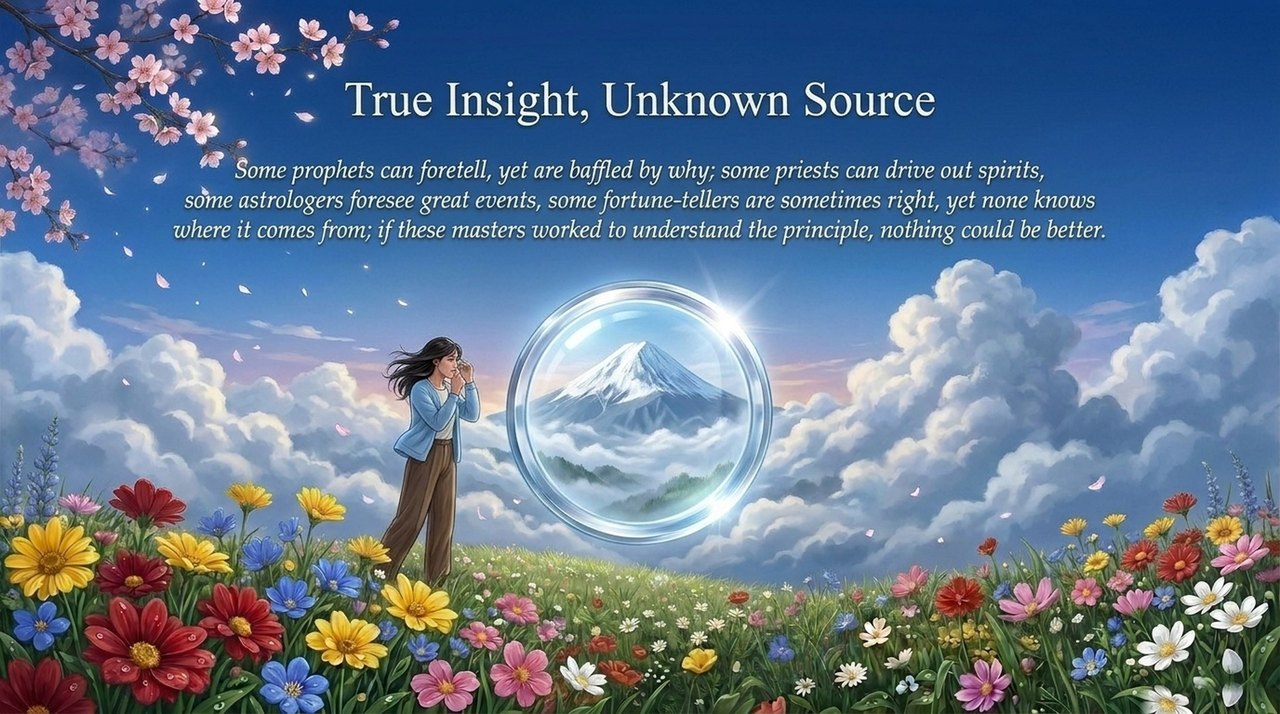 True Insight, Unknown Source
Some prophets can foretell, yet are baffled by why; some priests can drive out spirits,
some astrologers foresee great events, some fortune-tellers are sometimes right, yet none knows
where it comes from; if these masters worked to understand the principle, nothing could be better.